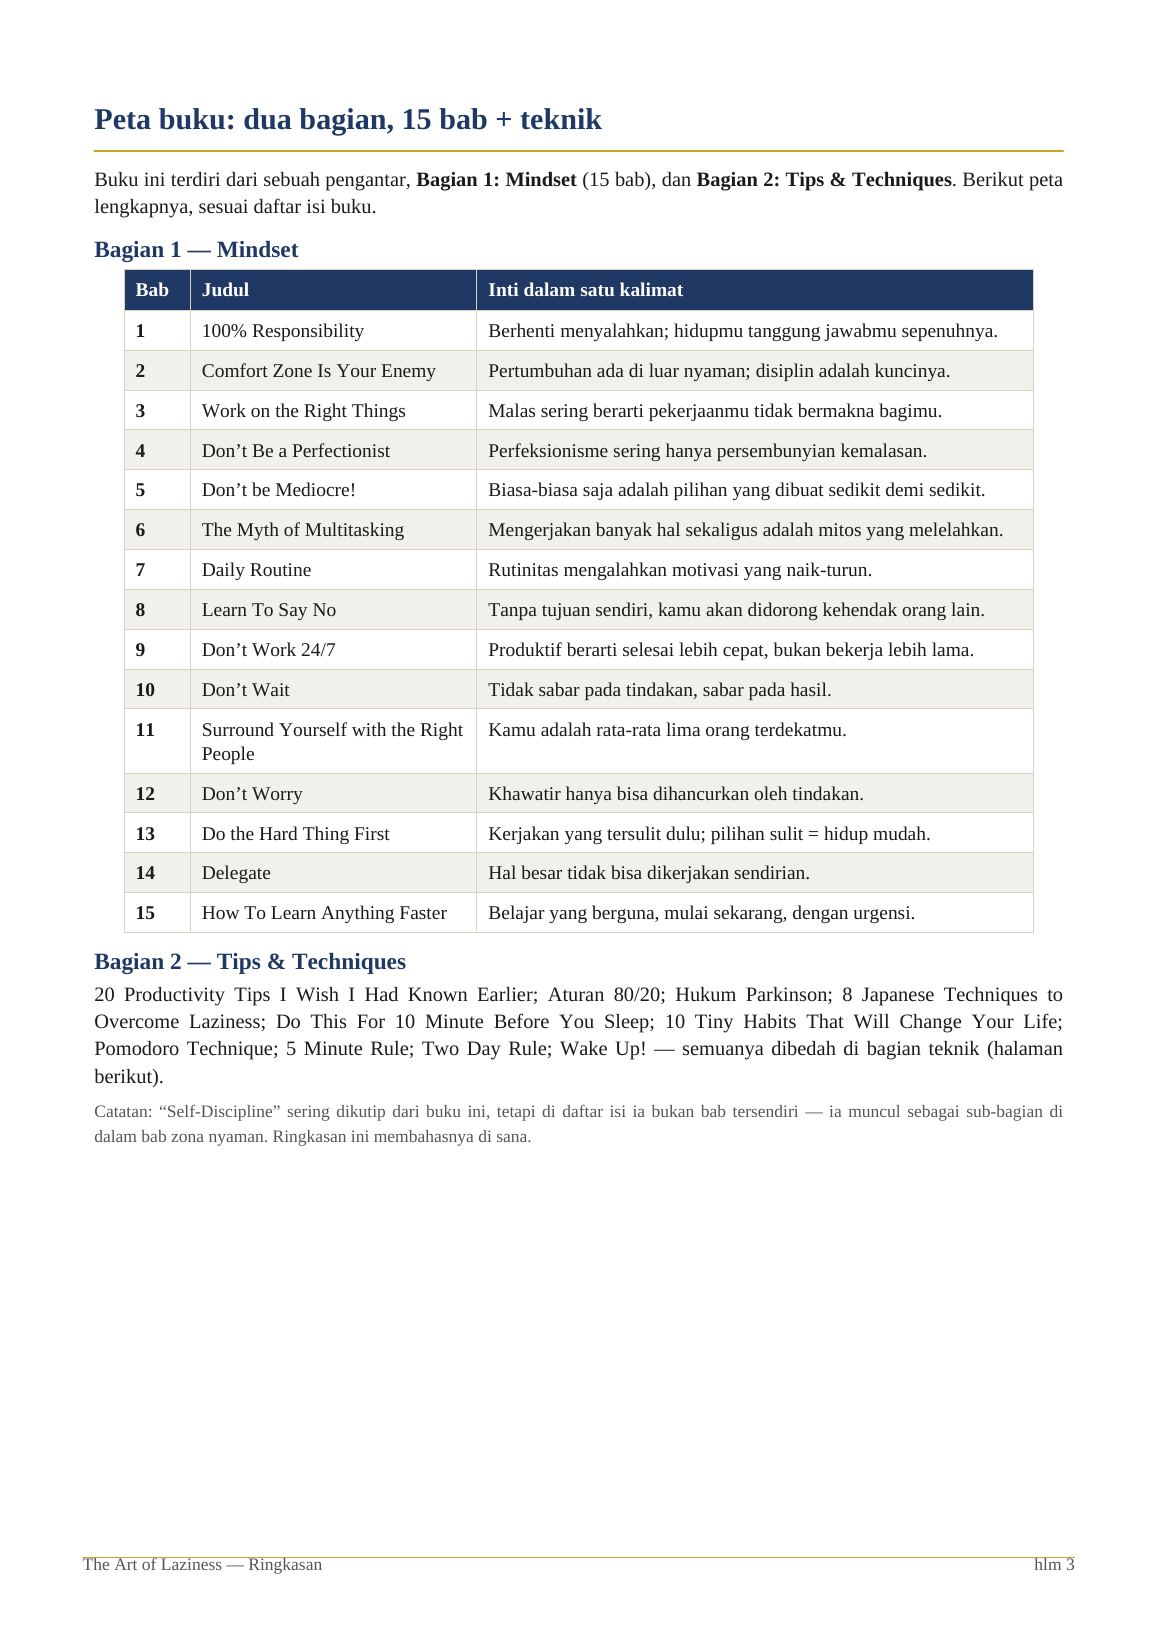 Peta buku: dua bagian, 15 bab + teknik
Buku ini terdiri dari sebuah pengantar, Bagian 1: Mindset (15 bab), dan Bagian 2: Tips & Techniques. Berikut peta
lengkapnya, sesuai daftar isi buku.
Bagian 1 — Mindset
Bab Judul Inti dalam satu kalimat
1 100% Responsibility Berhenti menyalahkan; hidupmu tanggung jawabmu sepenuhnya.
2 Comfort Zone Is Your Enemy Pertumbuhan ada di luar nyaman; disiplin adalah kuncinya.
3 Work on the Right Things Malas sering berarti pekerjaanmu tidak bermakna bagimu.
4 Don’t Be a Perfectionist Perfeksionisme sering hanya persembunyian kemalasan.
5 Don’t be Mediocre! Biasa-biasa saja adalah pilihan yang dibuat sedikit demi sedikit.
6 The Myth of Multitasking Mengerjakan banyak hal sekaligus adalah mitos yang melelahkan.
7 Daily Routine Rutinitas mengalahkan motivasi yang naik-turun.
8 Learn To Say No Tanpa tujuan sendiri, kamu akan didorong kehendak orang lain.
9 Don’t Work 24/7 Produktif berarti selesai lebih cepat, bukan bekerja lebih lama.
10 Don’t Wait Tidak sabar pada tindakan, sabar pada hasil.
11 Surround Yourself with the Right Kamu adalah rata-rata lima orang terdekatmu.
People
12 Don’t Worry Khawatir hanya bisa dihancurkan oleh tindakan.
13 Do the Hard Thing First Kerjakan yang tersulit dulu; pilihan sulit = hidup mudah.
14 Delegate Hal besar tidak bisa dikerjakan sendirian.
15 How To Learn Anything Faster Belajar yang berguna, mulai sekarang, dengan urgensi.
Bagian 2 — Tips & Techniques
20 Productivity Tips I Wish I Had Known Earlier; Aturan 80/20; Hukum Parkinson; 8 Japanese Techniques to
Overcome Laziness; Do This For 10 Minute Before You Sleep; 10 Tiny Habits That Will Change Your Life;
Pomodoro Technique; 5 Minute Rule; Two Day Rule; Wake Up! — semuanya dibedah di bagian teknik (halaman
berikut).
Catatan: “Self-Discipline” sering dikutip dari buku ini, tetapi di daftar isi ia bukan bab tersendiri — ia muncul sebagai sub-bagian di
dalam bab zona nyaman. Ringkasan ini membahasnya di sana.
The Art of Laziness — Ringkasan hlm 3